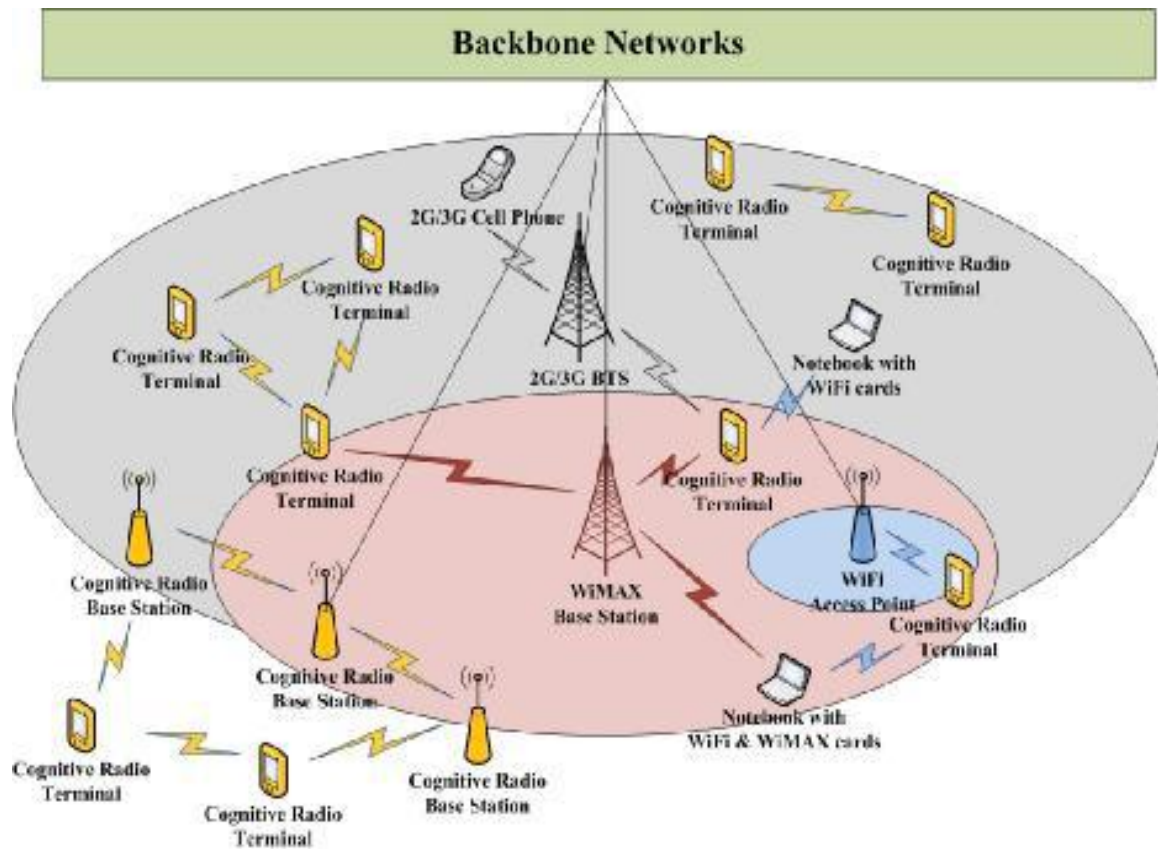 Backbone Networks
2G/3G Cell Phone
Cognitive Radio
Terminal
Cognitive Radio
Terminal
Cognitive Radio
Terminal
Cognitive Radio
Terminal
2G/3G BTS
Notebook with
WiFi cards
Cognitive Radio
Terminal
Cognitive Radio
Terminal
Cognitive Radio
Base Station
WiMAX
Base Station
WiFi
Access Point
Cognitive Radio
Terminal
Cognitive Radio
Base Station
Notebook with
WiFi & WiMAX cards
Cognitive Radio
Terminal
Cognitive Radio
Terminal
Cognitive Radio
Base Station